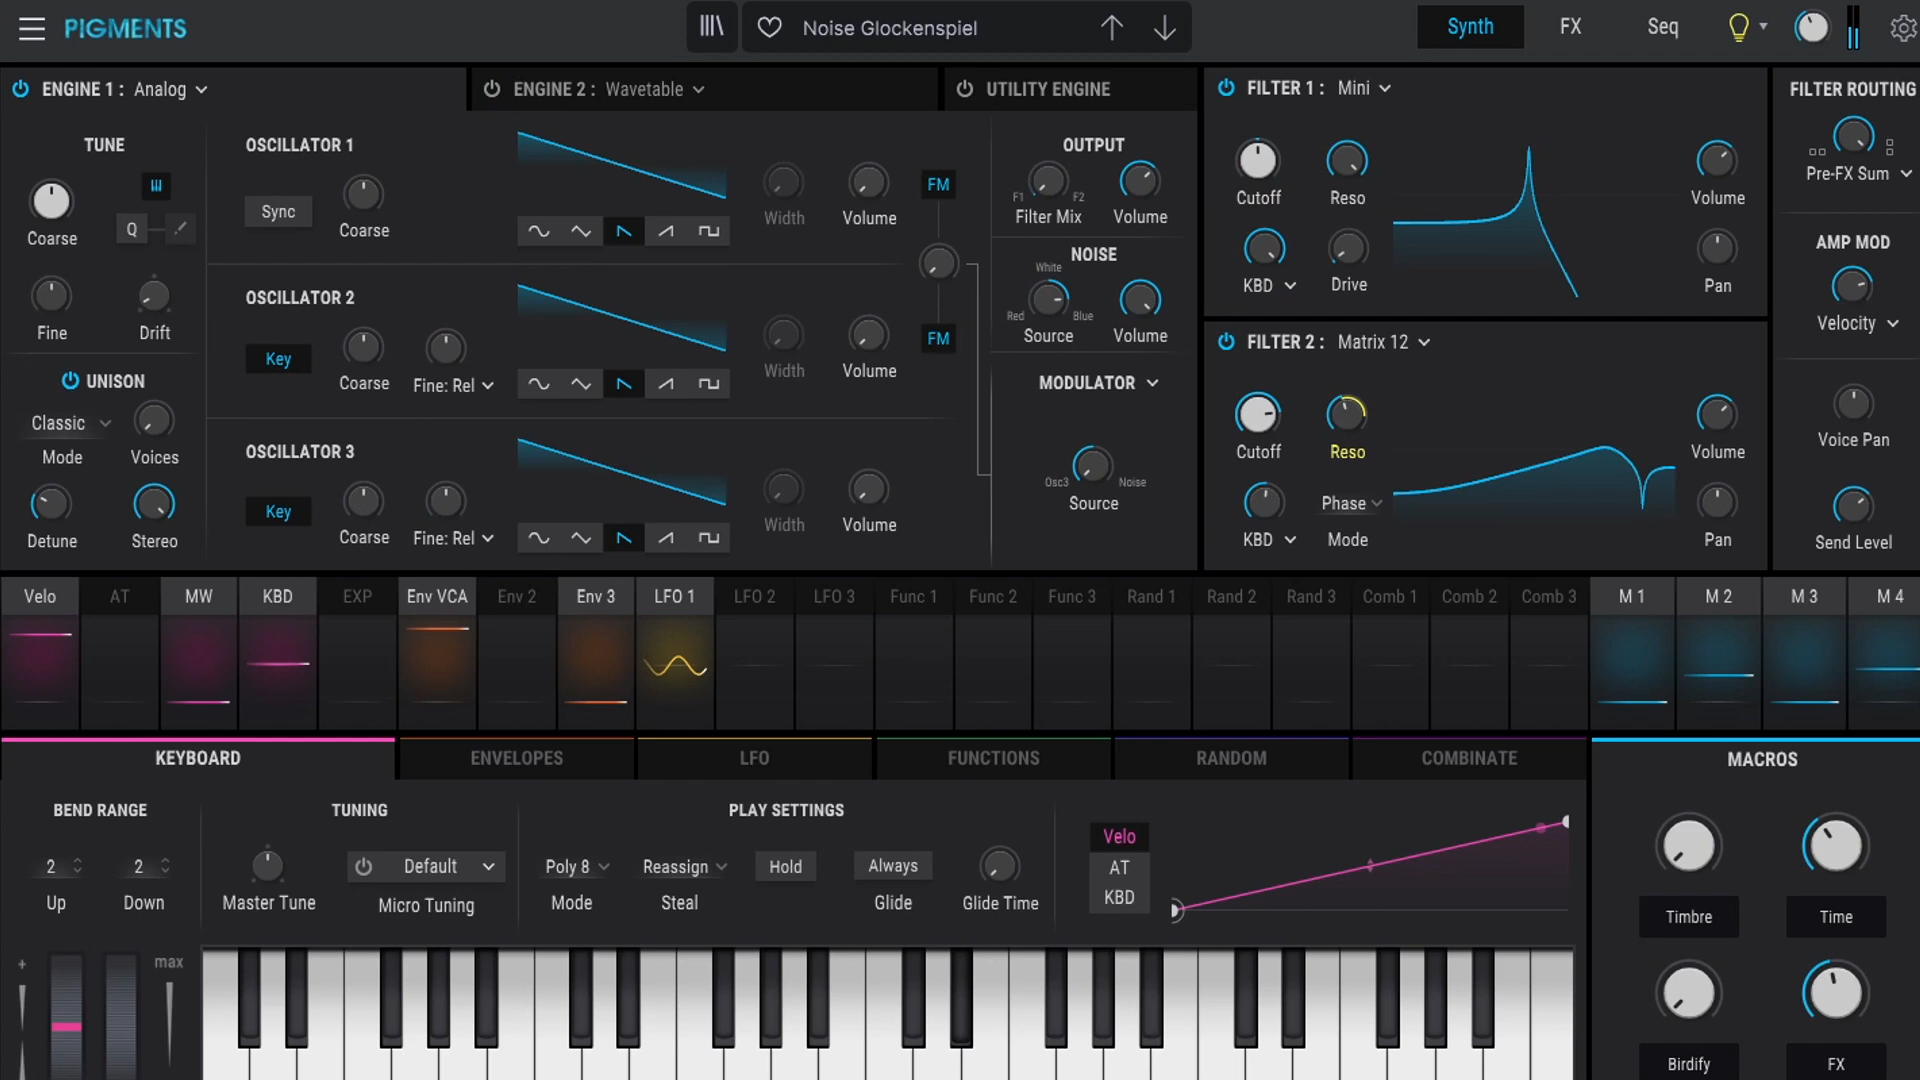 PIGMENTS
Noise Glockenspiel
Synth FX Seq
ENGINE 1 : Analog
ENGINE 2 : Wavetable
UTILITY ENGINE
FILTER 1 : Mini
FILTER ROUTING
TUNE
Coarse
Q
Fine Drift
UNISON
Classic
Mode Voices
Detune Stereo
OSCILLATOR 1
Sync Coarse
Width Volume
FM
OSCILLATOR 2
Key Coarse Fine: Rel
Width Volume
FM
OSCILLATOR 3
Key Coarse Fine: Rel
Width Volume
OUTPUT
F1 F2
Filter Mix Volume
NOISE
White
Red Blue
Source Volume
MODULATOR
Osc3 Noise
Source
Cutoff Reso Volume
KBD Drive Pan
FILTER 2 : Matrix 12
Cutoff Reso Volume
Phase
KBD Mode Pan
Pre-FX Sum
AMP MOD
Velocity
Voice Pan
Send Level
Velo AT MW KBD EXP Env VCA Env 2 Env 3 LFO 1 LFO 2 LFO 3 Func 1 Func 2 Func 3 Rand 1 Rand 2 Rand 3 Comb 1 Comb 2 Comb 3 M 1 M 2 M 3 M 4
KEYBOARD ENVELOPES LFO FUNCTIONS RANDOM COMBINATE MACROS
BEND RANGE
2 2
Up Down
TUNING
Default
Master Tune Micro Tuning
PLAY SETTINGS
Poly 8 Reassign Hold Always
Mode Steal Glide Glide Time
Velo
AT
KBD
Timbre Time
Birdify FX
+ max